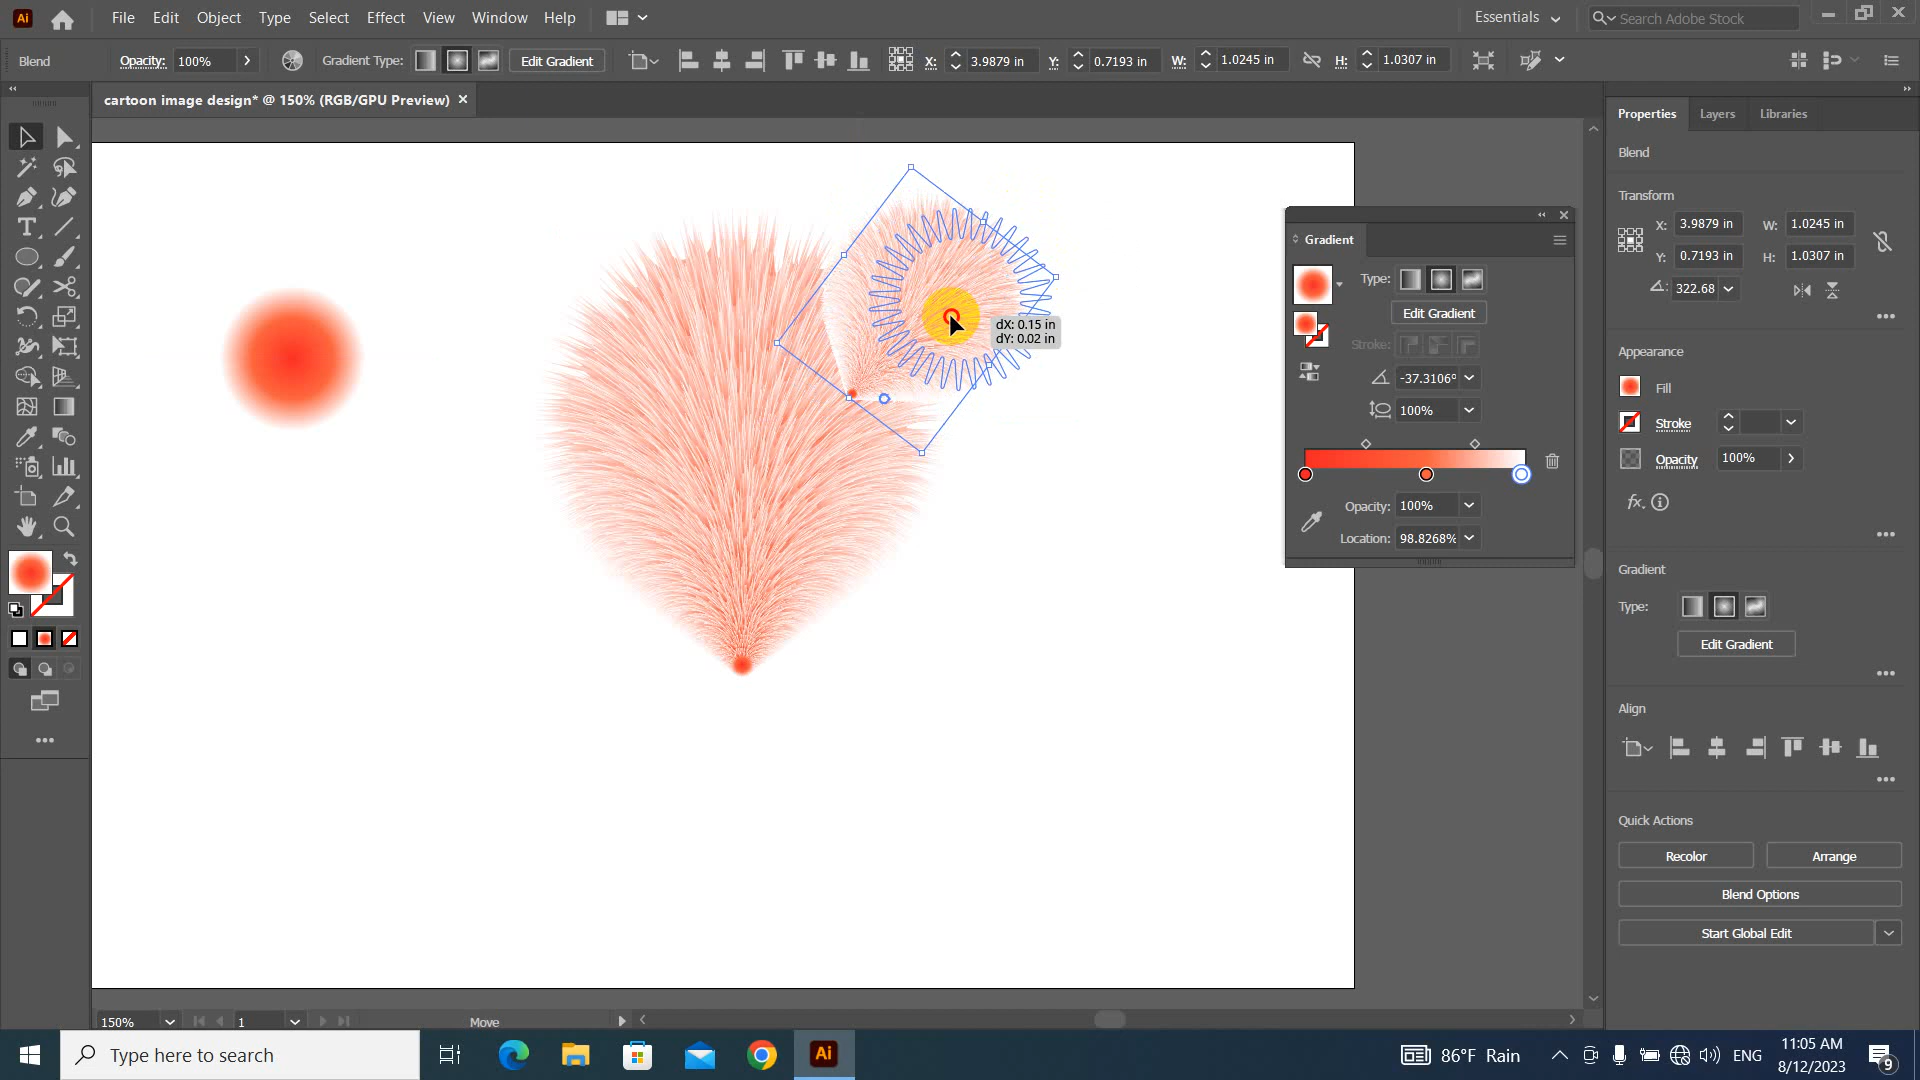 Ai File Edit Object Type Select Effect View Window Help Essentials Search Adobe Stock
Blend Opacity: 100% Gradient Type: Edit Gradient X: 3.9879 in Y: 0.7193 in W: 1.0245 in H: 1.0307 in
cartoon image design* @ 150% (RGB/GPU Preview) ×
Properties Layers Libraries
Blend
Transform
X: 3.9879 in W: 1.0245 in
Y: 0.7193 in H: 1.0307 in
322.68
Appearance
Fill
Stroke
Opacity 100%
fx
Gradient
Type:
Edit Gradient
Align
Quick Actions
Recolor Arrange
Blend Options
Start Global Edit
Gradient
Type:
Edit Gradient
Stroke:
-37.3106°
100%
Opacity: 100%
Location: 98.8268%
dX: 0.15 in
dY: 0.02 in
150% 1 Move
Type here to search Ai 86°F Rain ENG 11:05 AM
8/12/2023 9